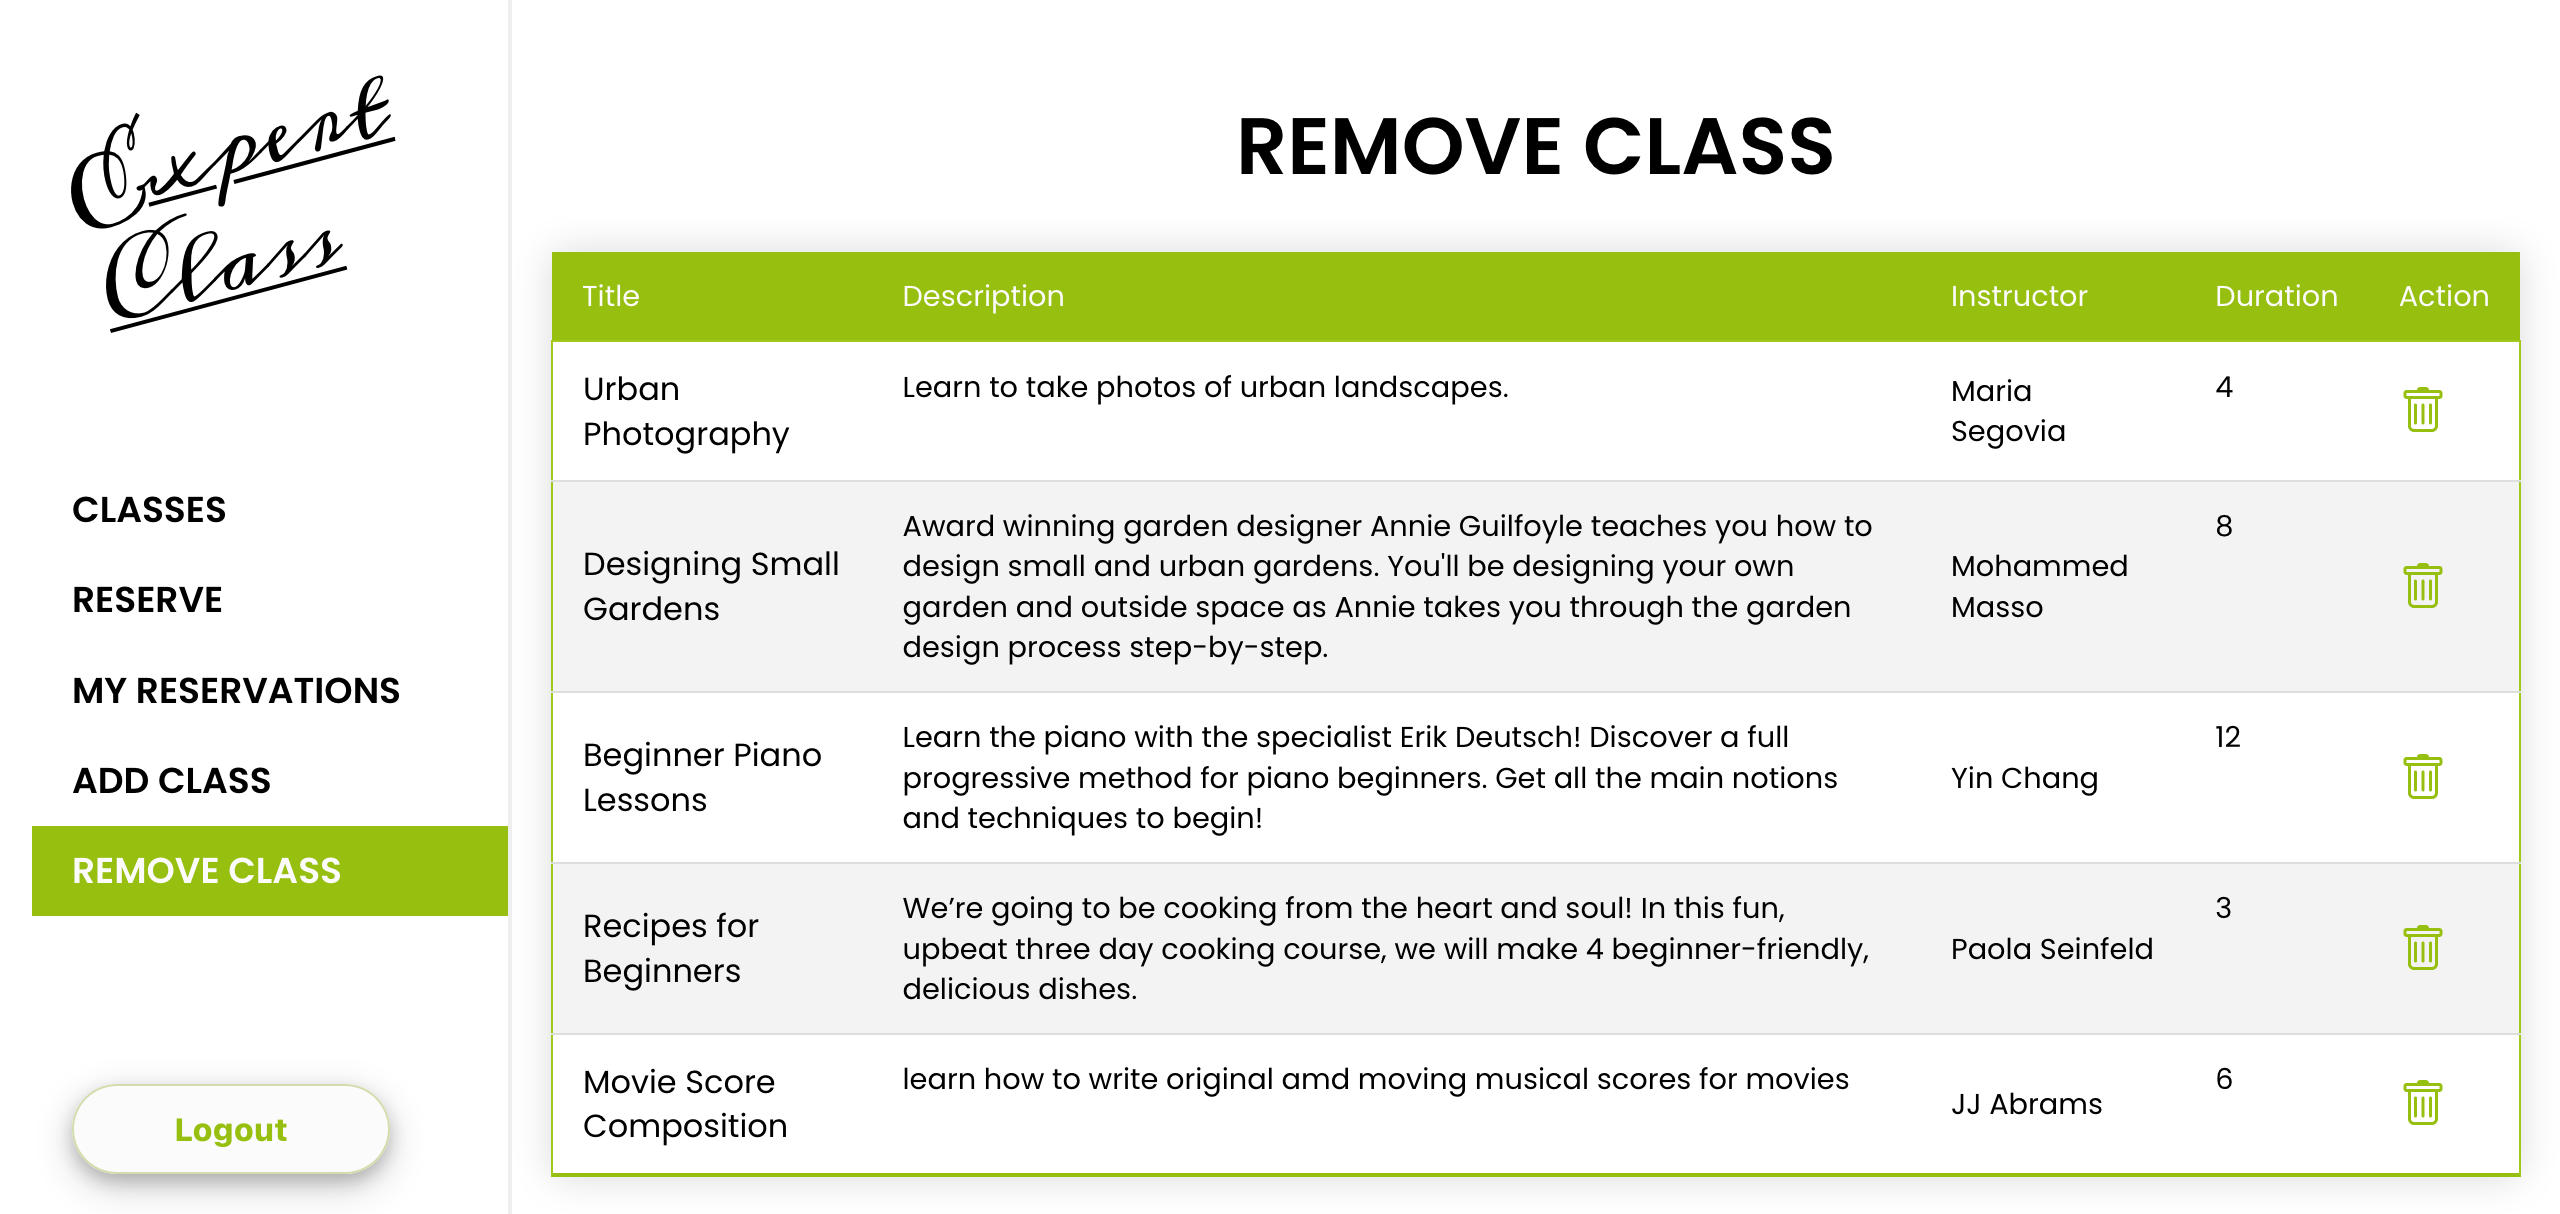 Expert
Class
CLASSES
RESERVE
MY RESERVATIONS
ADD CLASS
REMOVE CLASS
Logout
REMOVE CLASS
Title Description Instructor Duration Action
Urban
Photography
Learn to take photos of urban landscapes.
Maria
Segovia
4
Designing Small
Gardens
Award winning garden designer Annie Guilfoyle teaches you how to
design small and urban gardens. You'll be designing your own
garden and outside space as Annie takes you through the garden
design process step-by-step.
Mohammed
Masso
8
Beginner Piano
Lessons
Learn the piano with the specialist Erik Deutsch! Discover a full
progressive method for piano beginners. Get all the main notions
and techniques to begin!
Yin Chang
12
Recipes for
Beginners
We’re going to be cooking from the heart and soul! In this fun,
upbeat three day cooking course, we will make 4 beginner-friendly,
delicious dishes.
Paola Seinfeld
3
Movie Score
Composition
learn how to write original amd moving musical scores for movies
JJ Abrams
6